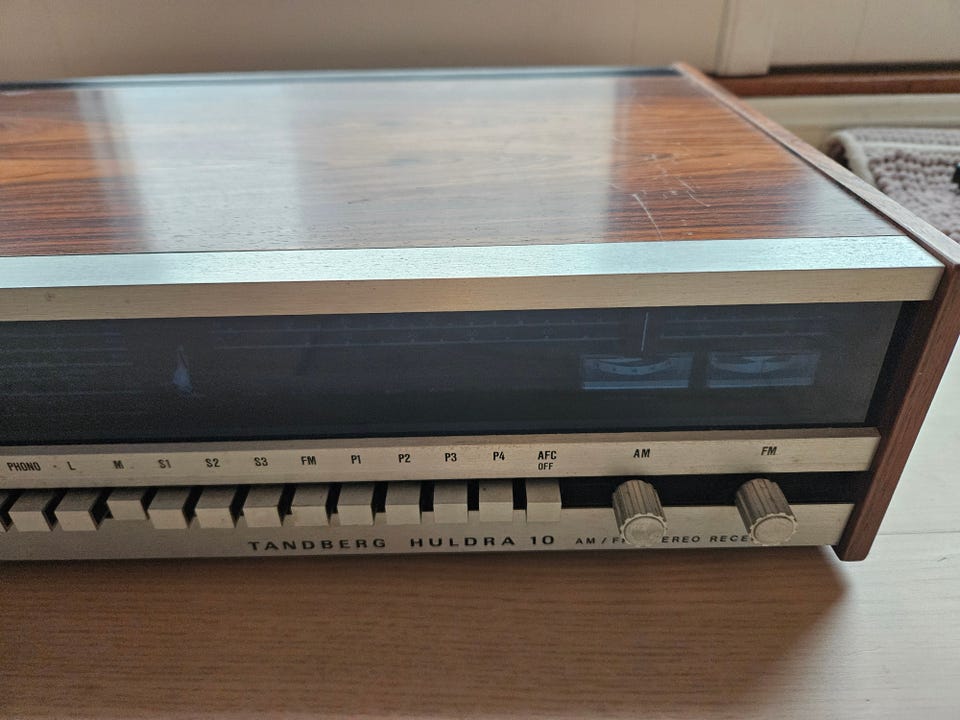 PHONO L M S1 S2 S3 FM P1 P2 P3 P4 AFC OFF AM FM
TANDBERG HULDRA 10 AM/F EREO RECE